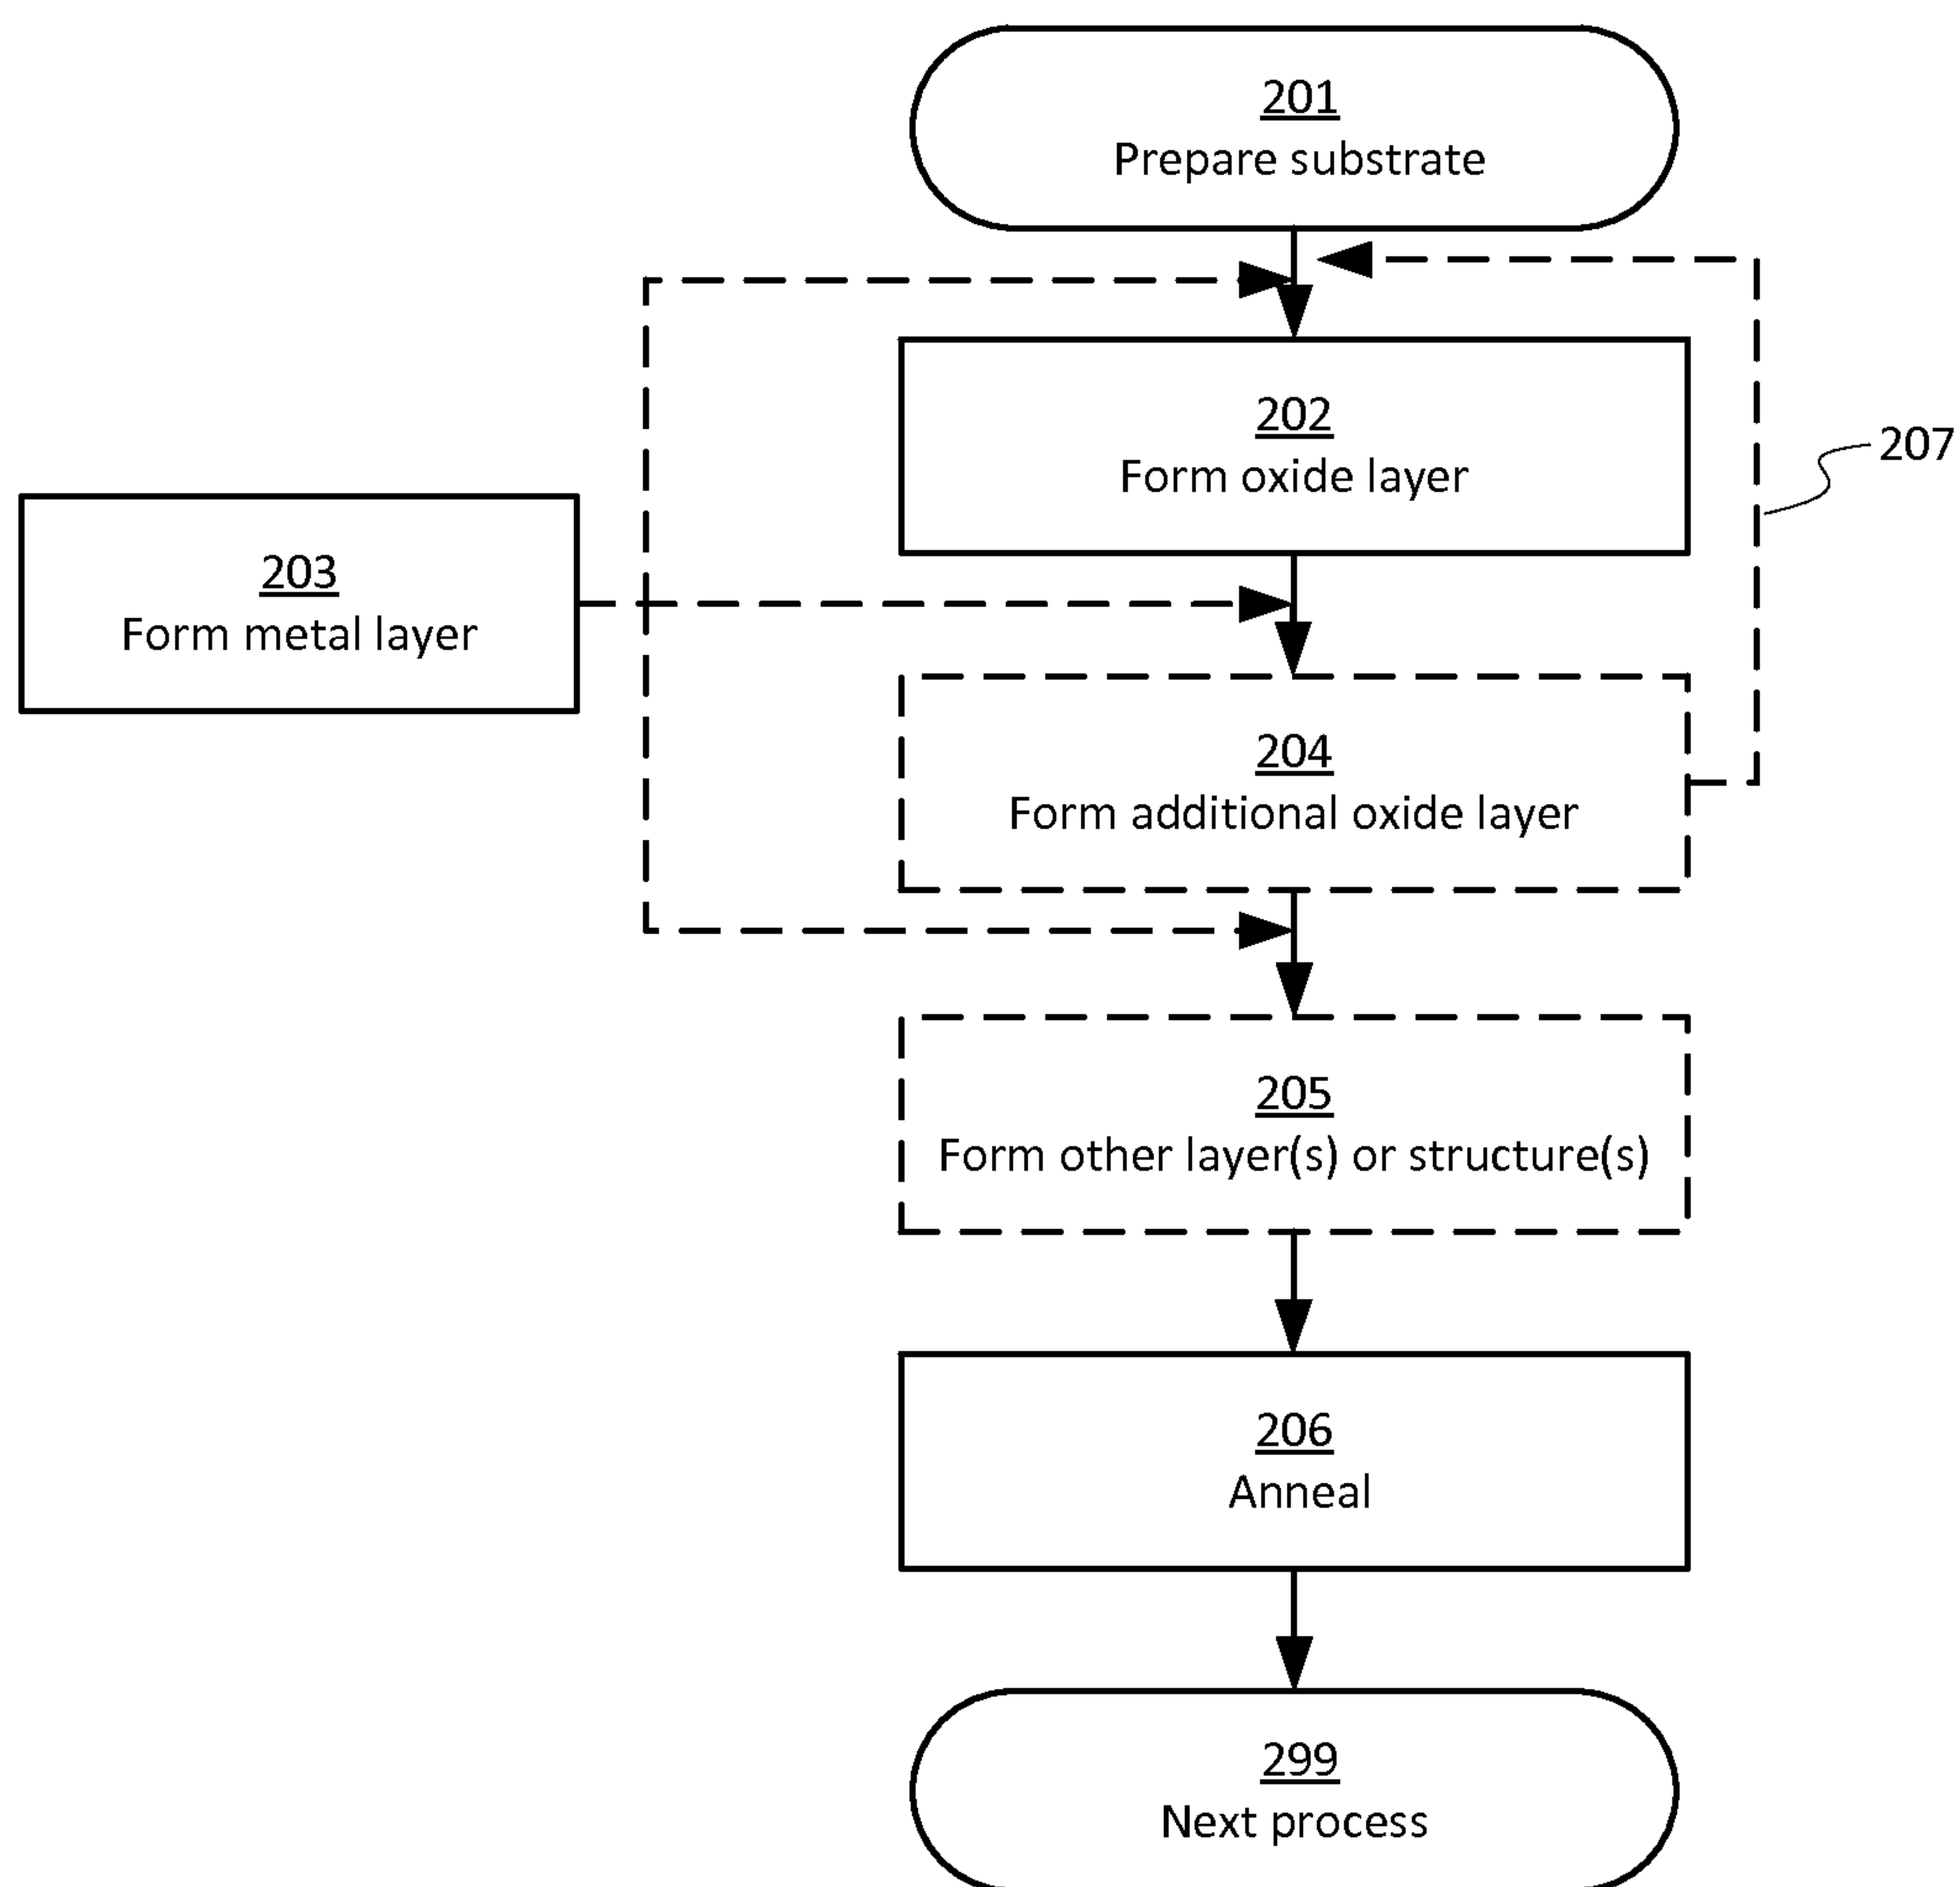 201
Prepare substrate
202
Form oxide layer
207
203
Form metal layer
204
Form additional oxide layer
205
Form other layer(s) or structure(s)
206
Anneal
299
Next process